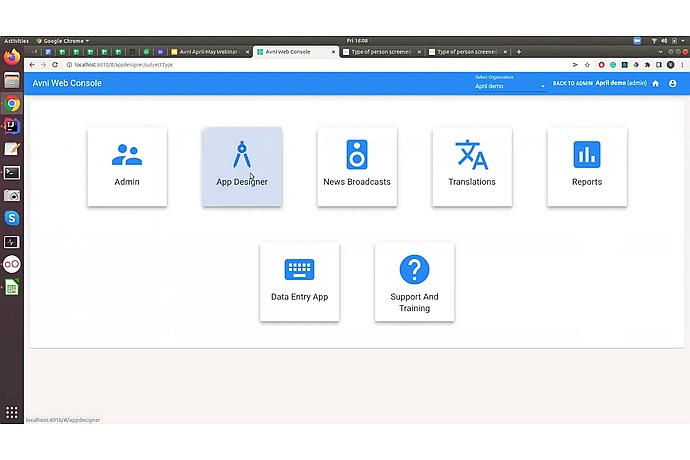 Activities
Google Chrome
Fri 16:08
Avni April-May Webinar -
Avni Web Console
Type of person screened
Type of person screened
localhost:6010/#/appdesigner/subjectType
Avni Web Console
Select Organisation
April demo
BACK TO ADMIN April demo (admin)
Admin
App Designer
News Broadcasts
Translations
Reports
Data Entry App
Support And
Training
localhost:6010/#/appdesigner